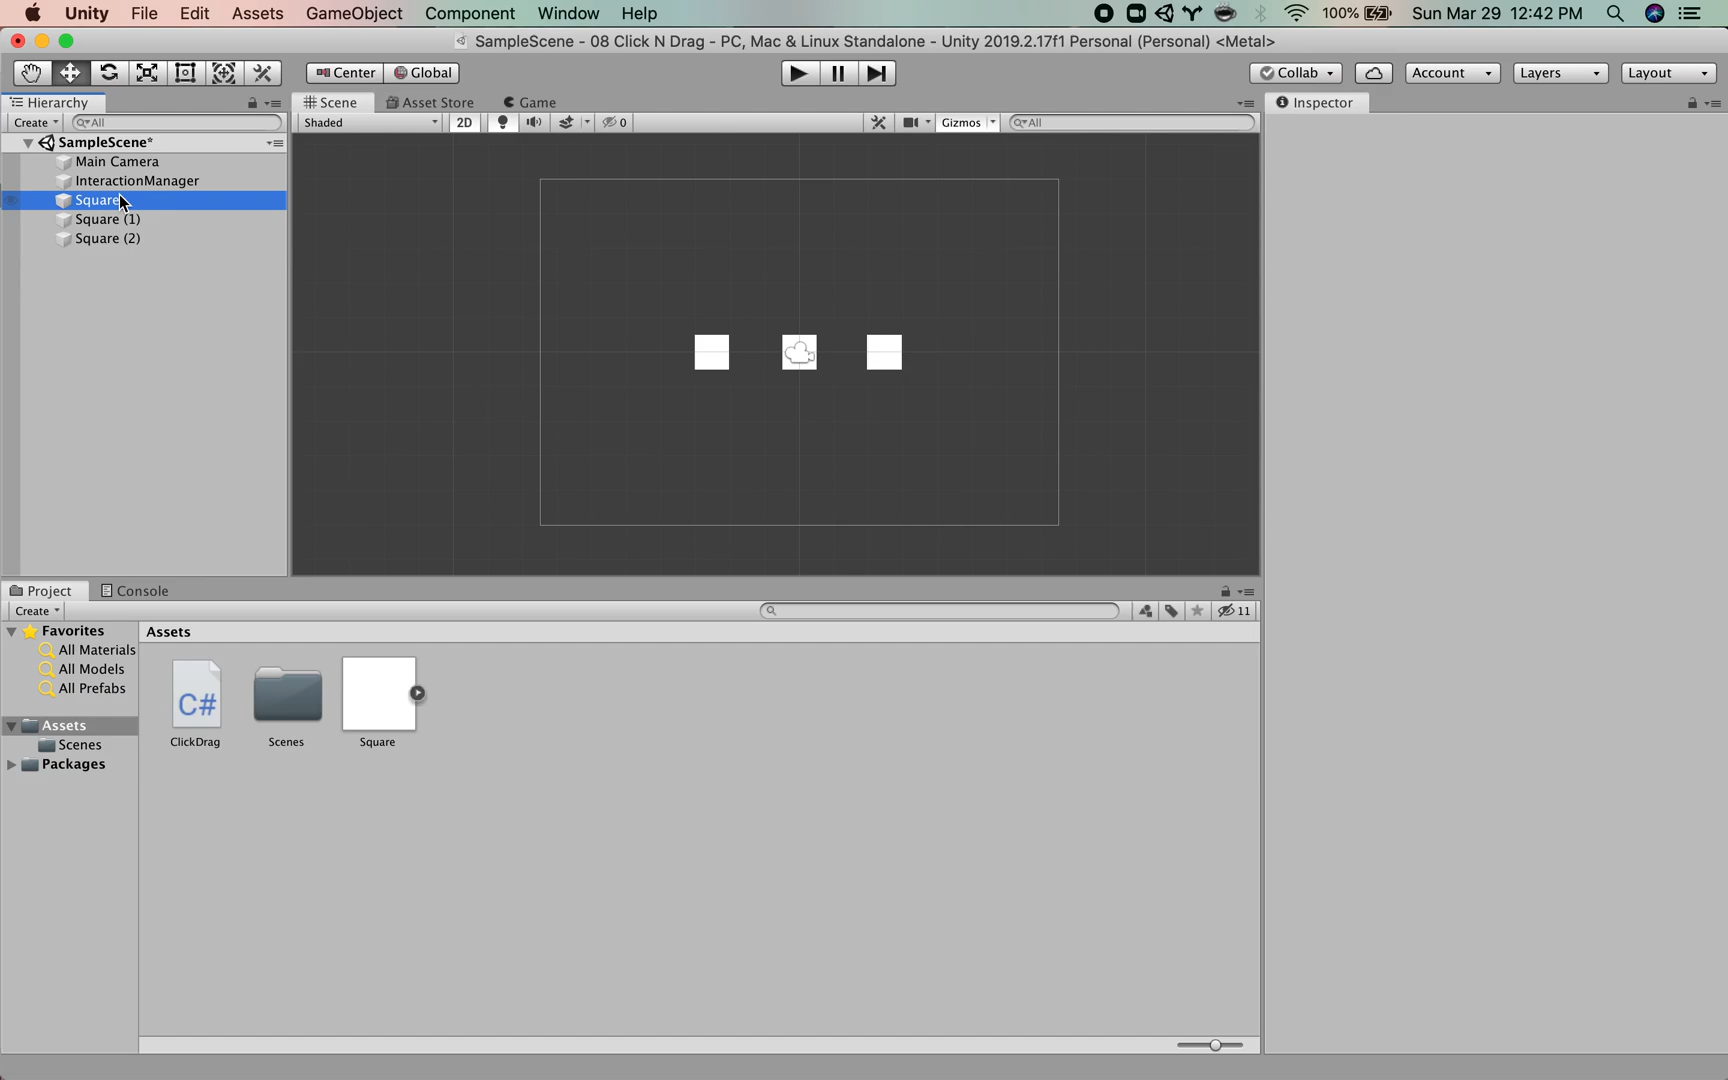 Unity File Edit Assets GameObject Component Window Help 100% Sun Mar 29 12:42 PM
SampleScene - 08 Click N Drag - PC, Mac & Linux Standalone - Unity 2019.2.17f1 Personal (Personal) <Metal>
Center Global Collab Account Layers Layout
Hierarchy Scene Asset Store Game Inspector
Create All Shaded 2D 0 Gizmos All
SampleScene*
Main Camera
InteractionManager
Square
Square (1)
Square (2)
Project Console
Create 11
Favorites Assets
All Materials
All Models
All Prefabs
Assets
Scenes
Packages
C#
ClickDrag Scenes Square